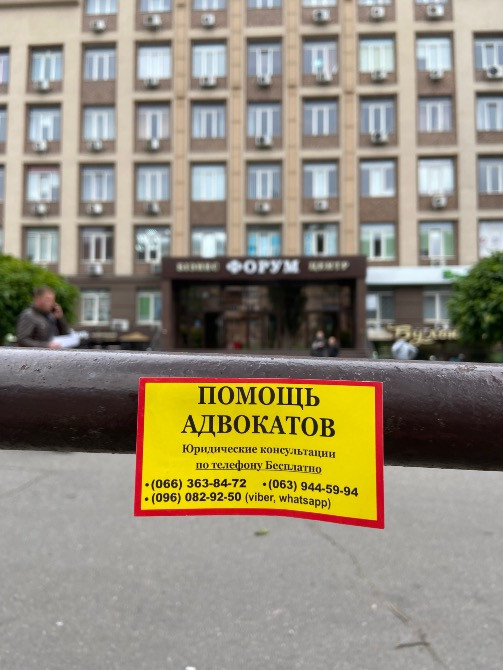 БИЗНЕС ФОРУМ ЦЕНТР
ПОМОЩЬ
АДВОКАТОВ
Юридические консультации
по телефону Бесплатно
•(066) 363-84-72 •(063) 944-59-94
•(096) 082-92-50 (viber, whatsapp)